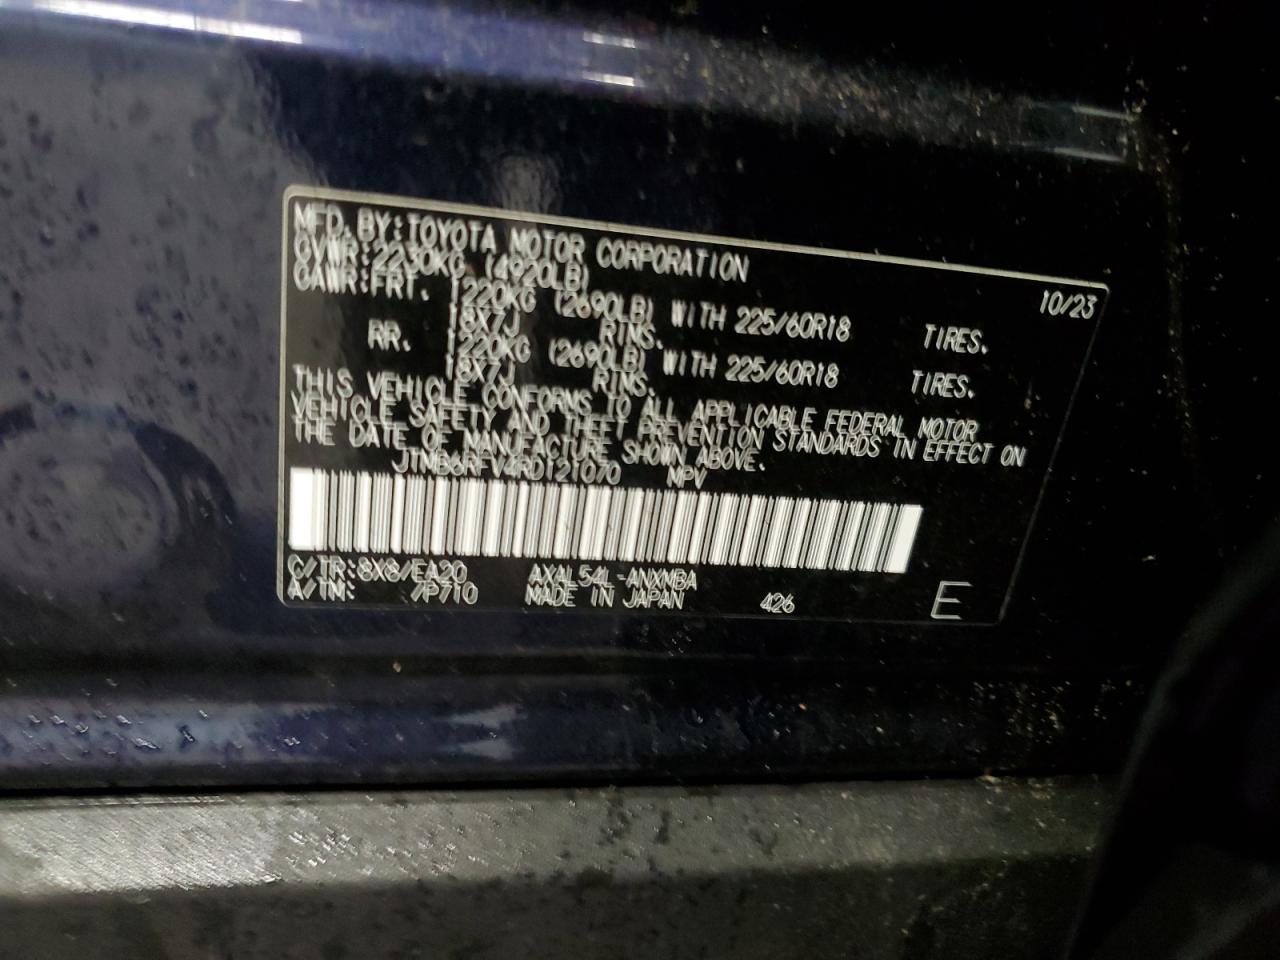 MFD. BY: TOYOTA MOTOR CORPORATION 10/23
GVWR: 2230KG (4920LB)
GAWR: FRT. 1220KG (2690LB) WITH 225/60R18 TIRES.
18X7J RIMS.
RR. 1220KG (2690LB) WITH 225/60R18 TIRES.
18X7J RIMS.
THIS VEHICLE CONFORMS TO ALL APPLICABLE FEDERAL MOTOR
VEHICLE SAFETY AND THEFT PREVENTION STANDARDS IN EFFECT ON
THE DATE OF MANUFACTURE SHOWN ABOVE.
JTMB6RFV4RD121070 MPV
C/TR: 8X8/EA20 AXAL54L-ANXMBA
A/TM: /P710 MADE IN JAPAN 426 E